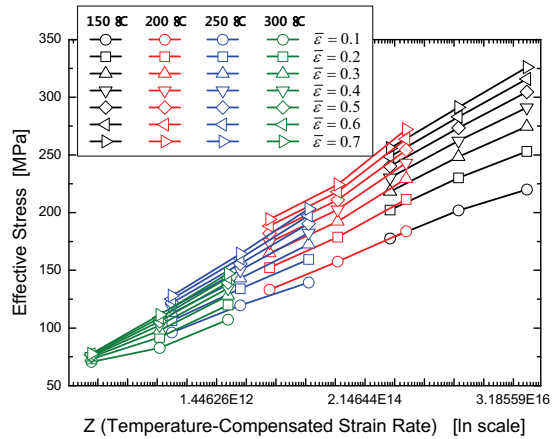 150 8C 200 8C 250 8C 300 8C
ε̅ = 0.1
ε̅ = 0.2
ε̅ = 0.3
ε̅ = 0.4
ε̅ = 0.5
ε̅ = 0.6
ε̅ = 0.7
350
300
250
200
150
100
50
Effective Stress [MPa]
1.44626E12 2.14644E14 3.18559E16
Z (Temperature-Compensated Strain Rate) [ln scale]